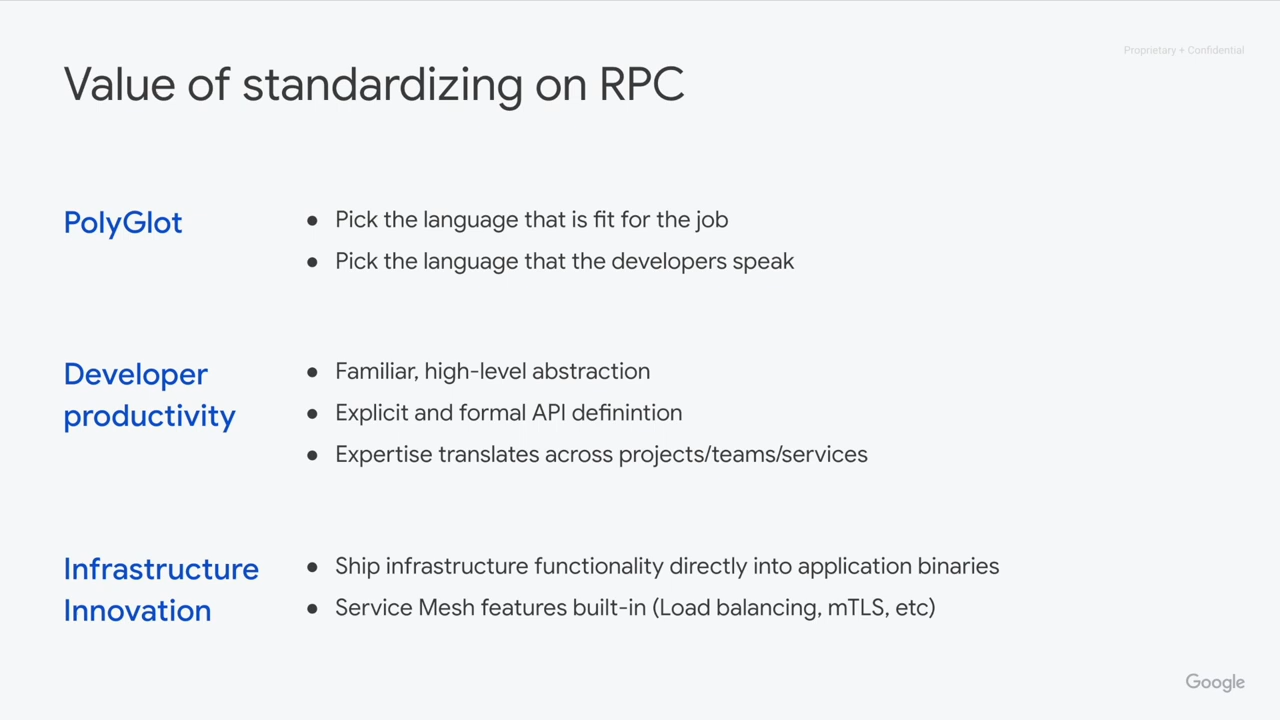 Proprietary + Confidential
Value of standardizing on RPC
PolyGlot
● Pick the language that is fit for the job
● Pick the language that the developers speak
Developer
productivity
● Familiar, high-level abstraction
● Explicit and formal API definintion
● Expertise translates across projects/teams/services
Infrastructure
Innovation
● Ship infrastructure functionality directly into application binaries
● Service Mesh features built-in (Load balancing, mTLS, etc)
Google